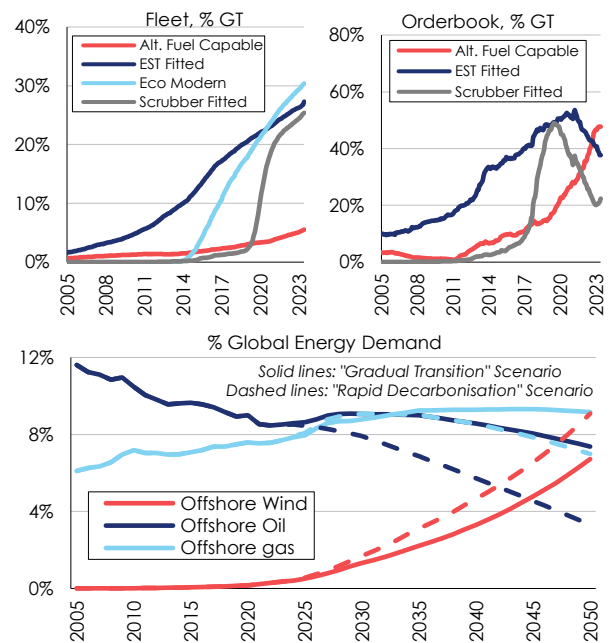 Fleet, % GT
40%
30%
20%
10%
0%
Alt. Fuel Capable
EST Fitted
Eco Modern
Scrubber Fitted
2005
2008
2011
2014
2017
2020
2023
Orderbook, % GT
80%
60%
40%
20%
0%
Alt. Fuel Capable
EST Fitted
Scrubber Fitted
2005
2008
2011
2014
2017
2020
2023
% Global Energy Demand
12%
8%
4%
0%
Solid lines: "Gradual Transition" Scenario
Dashed lines: "Rapid Decarbonisation" Scenario
Offshore Wind
Offshore Oil
Offshore gas
2005
2010
2015
2020
2025
2030
2035
2040
2045
2050